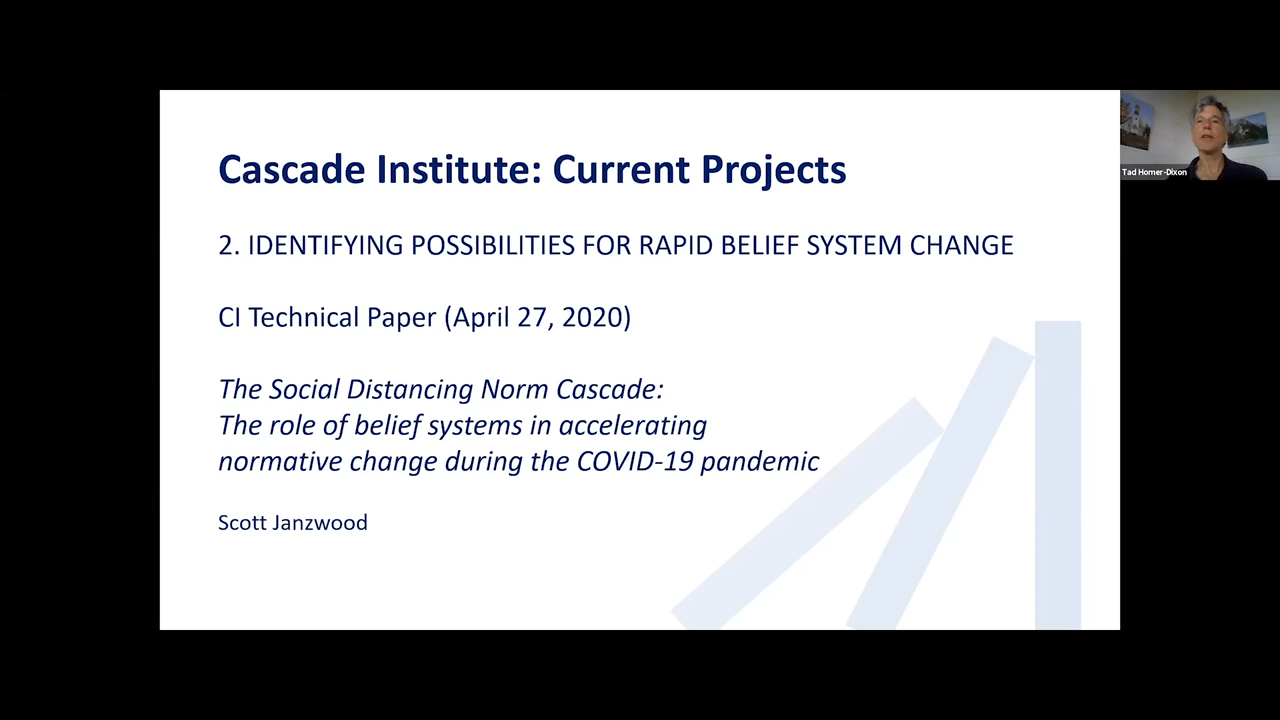 Cascade Institute: Current Projects
2. IDENTIFYING POSSIBILITIES FOR RAPID BELIEF SYSTEM CHANGE
CI Technical Paper (April 27, 2020)
The Social Distancing Norm Cascade:
The role of belief systems in accelerating
normative change during the COVID-19 pandemic
Scott Janzwood
Tad Homer-Dixon